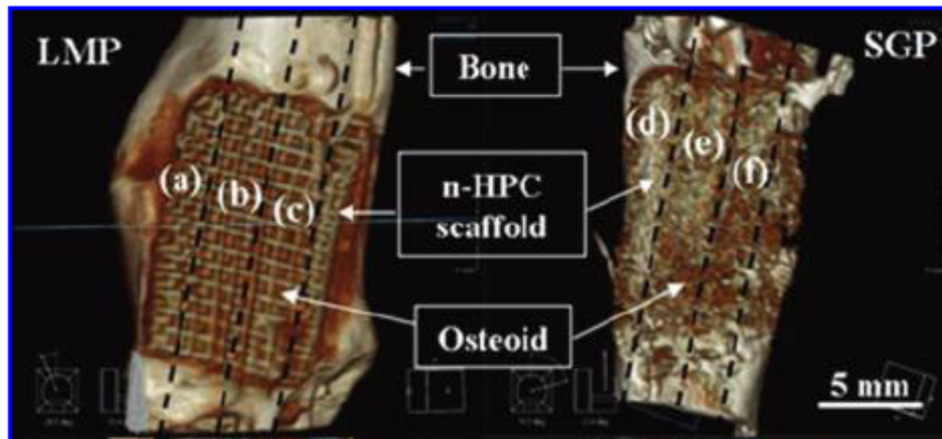 LMP
Bone
SGP
(a)
(b)
(c)
(d)
(e)
(f)
n-HPC
scaffold
Osteoid
5 mm